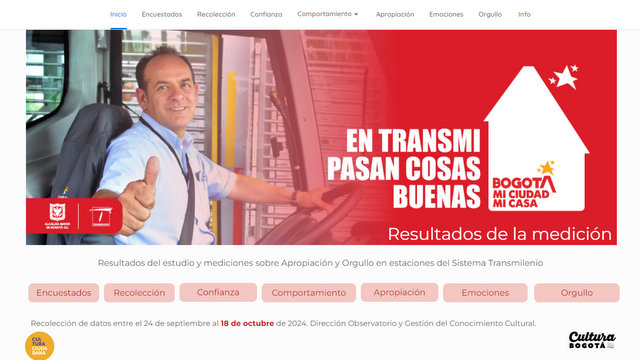 Inicio Encuestados Recolección Confianza Comportamiento Apropiación Emociones Orgullo Info
EN TRANSMI
PASAN COSAS
BUENAS
BOGOTÁ
MI CIUDAD
MI CASA
ALCALDÍA MAYOR
DE BOGOTÁ D.C.
Resultados de la medición
Resultados del estudio y mediciones sobre Apropiación y Orgullo en estaciones del Sistema Transmilenio
Encuestados Recolección Confianza Comportamiento Apropiación Emociones Orgullo
Recolección de datos entre el 24 de septiembre al 18 de octubre de 2024. Dirección Observatorio y Gestión del Conocimiento Cultural.
CUL
TURA
CIUDA
DANA
Cultura
BOGOTÁ